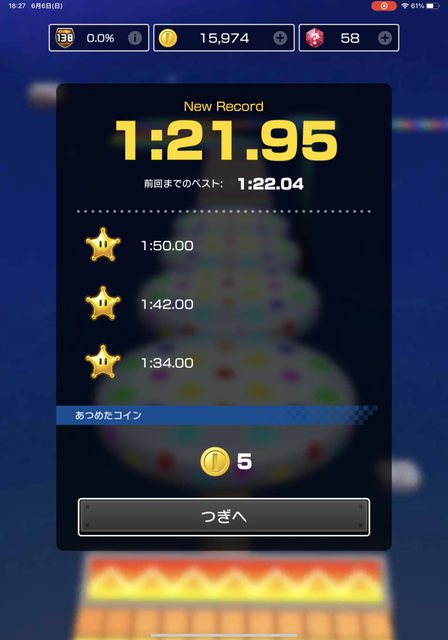 18:27 6月6日(日) 61%
138 0.0% 15,974 58
New Record
1:21.95
前回までのベスト: 1:22.04
1:50.00
1:42.00
1:34.00
あつめたコイン
5
つぎへ